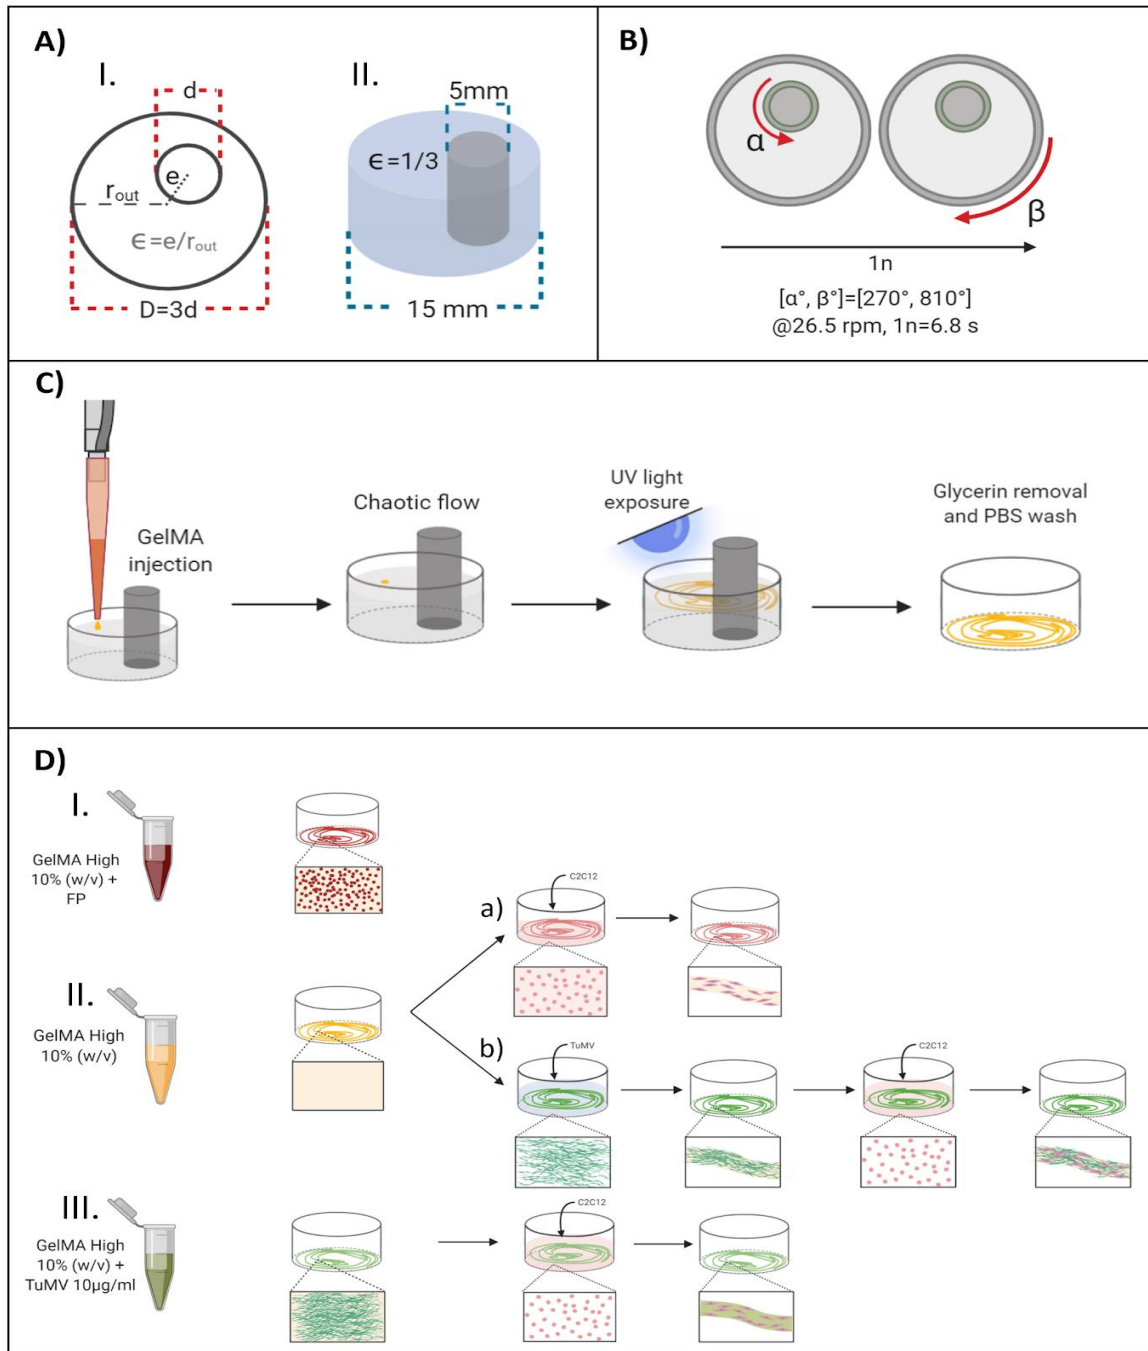 A)
I.
d
e
rout
ϵ=e/rout
D=3d
II.
5mm
ϵ=1/3
15 mm
B)
α
β
1n
[α°, β°]=[270°, 810°]
@26.5 rpm, 1n=6.8 s
C)
GelMA
injection
Chaotic flow
UV light
exposure
Glycerin removal
and PBS wash
D)
I.
GelMA High
10% (w/v) +
FP
II.
GelMA High
10% (w/v)
a)
C2C12
b)
TuMV
C2C12
III.
GelMA High
10% (w/v) +
TuMV 10µg/ml
C2C12